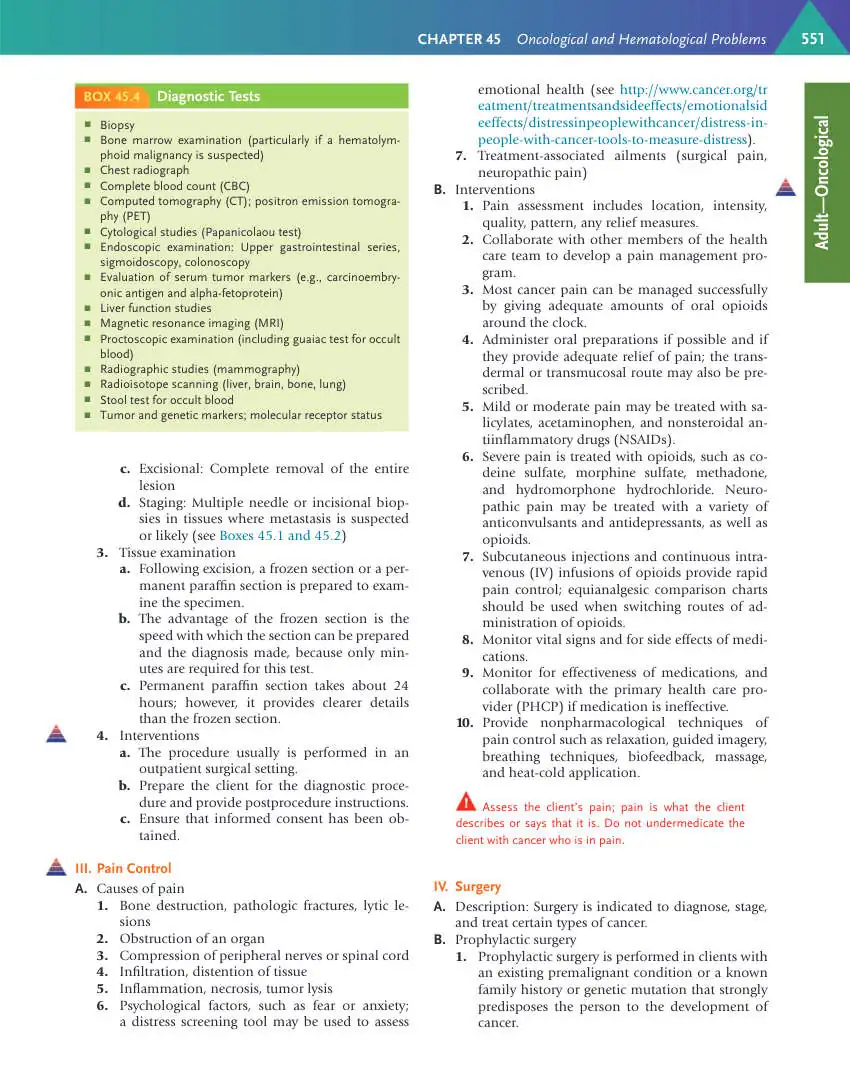 CHAPTER 45 Oncological and Hematological Problems 551
BOX 45.4 Diagnostic Tests
■ Biopsy
■ Bone marrow examination (particularly if a hematolym-
phoid malignancy is suspected)
■ Chest radiograph
■ Complete blood count (CBC)
■ Computed tomography (CT); positron emission tomogra-
phy (PET)
■ Cytological studies (Papanicolaou test)
■ Endoscopic examination: Upper gastrointestinal series,
sigmoidoscopy, colonoscopy
■ Evaluation of serum tumor markers (e.g., carcinoembry-
onic antigen and alpha-fetoprotein)
■ Liver function studies
■ Magnetic resonance imaging (MRI)
■ Proctoscopic examination (including guaiac test for occult
blood)
■ Radiographic studies (mammography)
■ Radioisotope scanning (liver, brain, bone, lung)
■ Stool test for occult blood
■ Tumor and genetic markers; molecular receptor status
c. Excisional: Complete removal of the entire
lesion
d. Staging: Multiple needle or incisional biop-
sies in tissues where metastasis is suspected
or likely (see Boxes 45.1 and 45.2)
3. Tissue examination
a. Following excision, a frozen section or a per-
manent paraffin section is prepared to exam-
ine the specimen.
b. The advantage of the frozen section is the
speed with which the section can be prepared
and the diagnosis made, because only min-
utes are required for this test.
c. Permanent paraffin section takes about 24
hours; however, it provides clearer details
than the frozen section.
4. Interventions
a. The procedure usually is performed in an
outpatient surgical setting.
b. Prepare the client for the diagnostic proce-
dure and provide postprocedure instructions.
c. Ensure that informed consent has been ob-
tained.
III. Pain Control
A. Causes of pain
1. Bone destruction, pathologic fractures, lytic le-
sions
2. Obstruction of an organ
3. Compression of peripheral nerves or spinal cord
4. Infiltration, distention of tissue
5. Inflammation, necrosis, tumor lysis
6. Psychological factors, such as fear or anxiety;
a distress screening tool may be used to assess
emotional health (see http://www.cancer.org/tr
eatment/treatmentsandsideeffects/emotionalsid
eeffects/distressinpeoplewithcancer/distress-in-
people-with-cancer-tools-to-measure-distress).
7. Treatment-associated ailments (surgical pain,
neuropathic pain)
B. Interventions
1. Pain assessment includes location, intensity,
quality, pattern, any relief measures.
2. Collaborate with other members of the health
care team to develop a pain management pro-
gram.
3. Most cancer pain can be managed successfully
by giving adequate amounts of oral opioids
around the clock.
4. Administer oral preparations if possible and if
they provide adequate relief of pain; the trans-
dermal or transmucosal route may also be pre-
scribed.
5. Mild or moderate pain may be treated with sa-
licylates, acetaminophen, and nonsteroidal an-
tiinflammatory drugs (NSAIDs).
6. Severe pain is treated with opioids, such as co-
deine sulfate, morphine sulfate, methadone,
and hydromorphone hydrochloride. Neuro-
pathic pain may be treated with a variety of
anticonvulsants and antidepressants, as well as
opioids.
7. Subcutaneous injections and continuous intra-
venous (IV) infusions of opioids provide rapid
pain control; equianalgesic comparison charts
should be used when switching routes of ad-
ministration of opioids.
8. Monitor vital signs and for side effects of medi-
cations.
9. Monitor for effectiveness of medications, and
collaborate with the primary health care pro-
vider (PHCP) if medication is ineffective.
10. Provide nonpharmacological techniques of
pain control such as relaxation, guided imagery,
breathing techniques, biofeedback, massage,
and heat-cold application.
! Assess the client's pain; pain is what the client
describes or says that it is. Do not undermedicate the
client with cancer who is in pain.
IV. Surgery
A. Description: Surgery is indicated to diagnose, stage,
and treat certain types of cancer.
B. Prophylactic surgery
1. Prophylactic surgery is performed in clients with
an existing premalignant condition or a known
family history or genetic mutation that strongly
predisposes the person to the development of
cancer.
Adult—Oncological